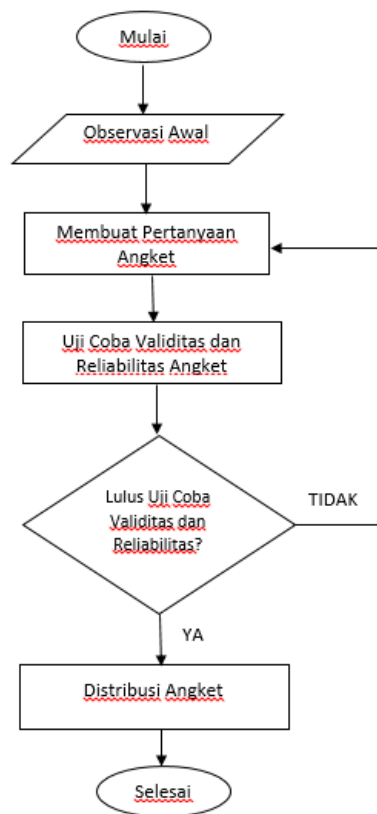 Mulai
Observasi Awal
Membuat Pertanyaan
Angket
Uji Coba Validitas dan
Reliabilitas Angket
Lulus Uji Coba
Validitas dan
Reliabilitas?
TIDAK
YA
Distribusi Angket
Selesai